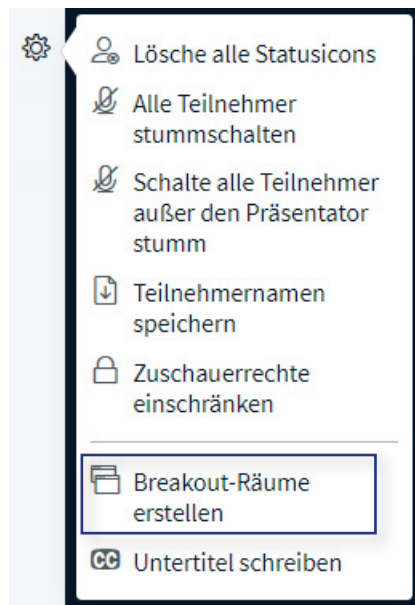 Lösche alle Statusicons
Alle Teilnehmer
stummschalten
Schalte alle Teilnehmer
außer den Präsentator
stumm
Teilnehmernamen
speichern
Zuschauerrechte
einschränken
Breakout-Räume
erstellen
CC Untertitel schreiben